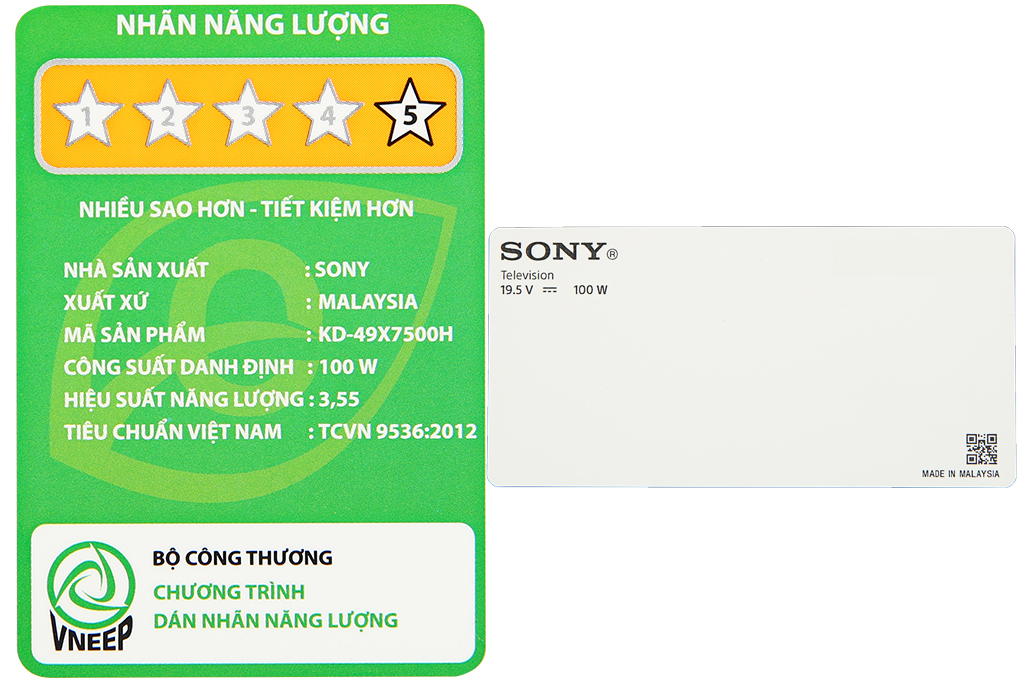 NHÃN NĂNG LƯỢNG
1 2 3 4 5
NHIỀU SAO HƠN - TIẾT KIỆM HƠN
NHÀ SẢN XUẤT : SONY
XUẤT XỨ : MALAYSIA
MÃ SẢN PHẨM : KD-49X7500H
CÔNG SUẤT DANH ĐỊNH : 100 W
HIỆU SUẤT NĂNG LƯỢNG : 3,55
TIÊU CHUẨN VIỆT NAM : TCVN 9536:2012
VNEEP
BỘ CÔNG THƯƠNG
CHƯƠNG TRÌNH
DÁN NHÃN NĂNG LƯỢNG
SONY®
Television
19.5 V ⎓ 100 W
MADE IN MALAYSIA